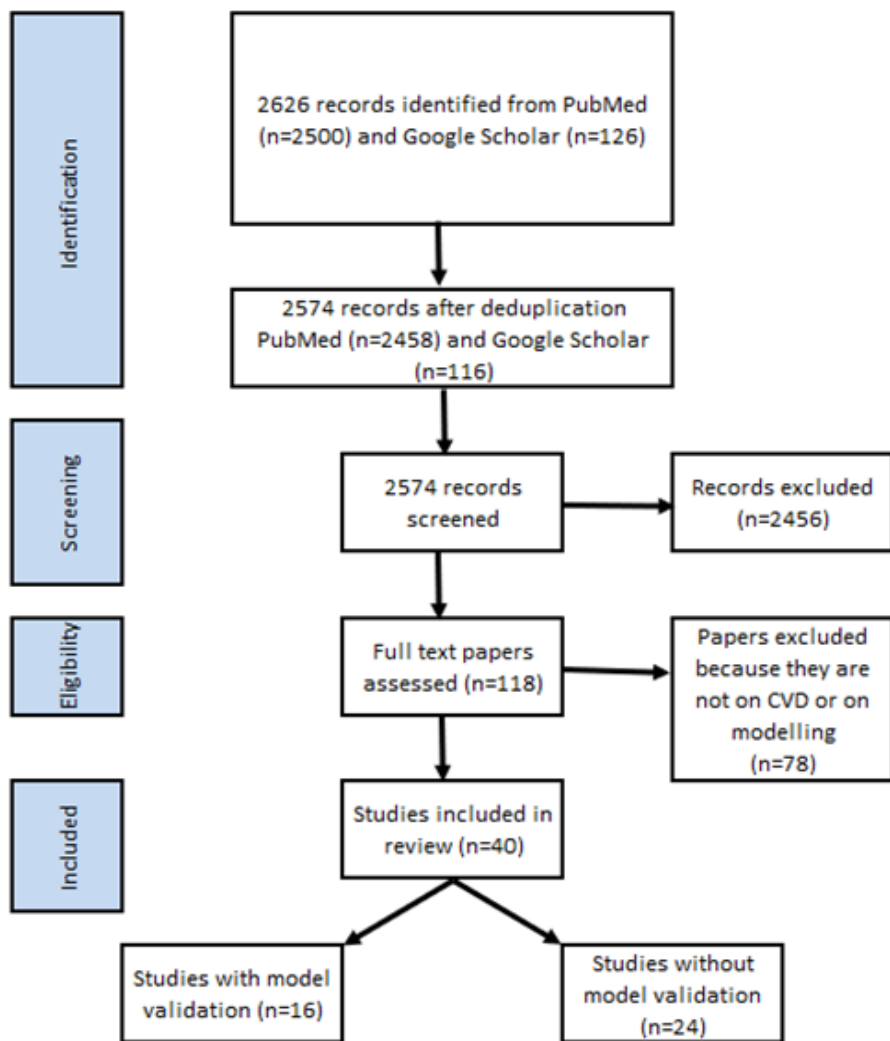 Identification
2626 records identified from PubMed
(n=2500) and Google Scholar (n=126)
2574 records after deduplication
PubMed (n=2458) and Google Scholar
(n=116)
Screening
2574 records
screened
Records excluded
(n=2456)
Eligibility
Full text papers
assessed (n=118)
Papers excluded
because they are
not on CVD or on
modelling
(n=78)
Included
Studies included in
review (n=40)
Studies with model
validation (n=16)
Studies without
model validation
(n=24)